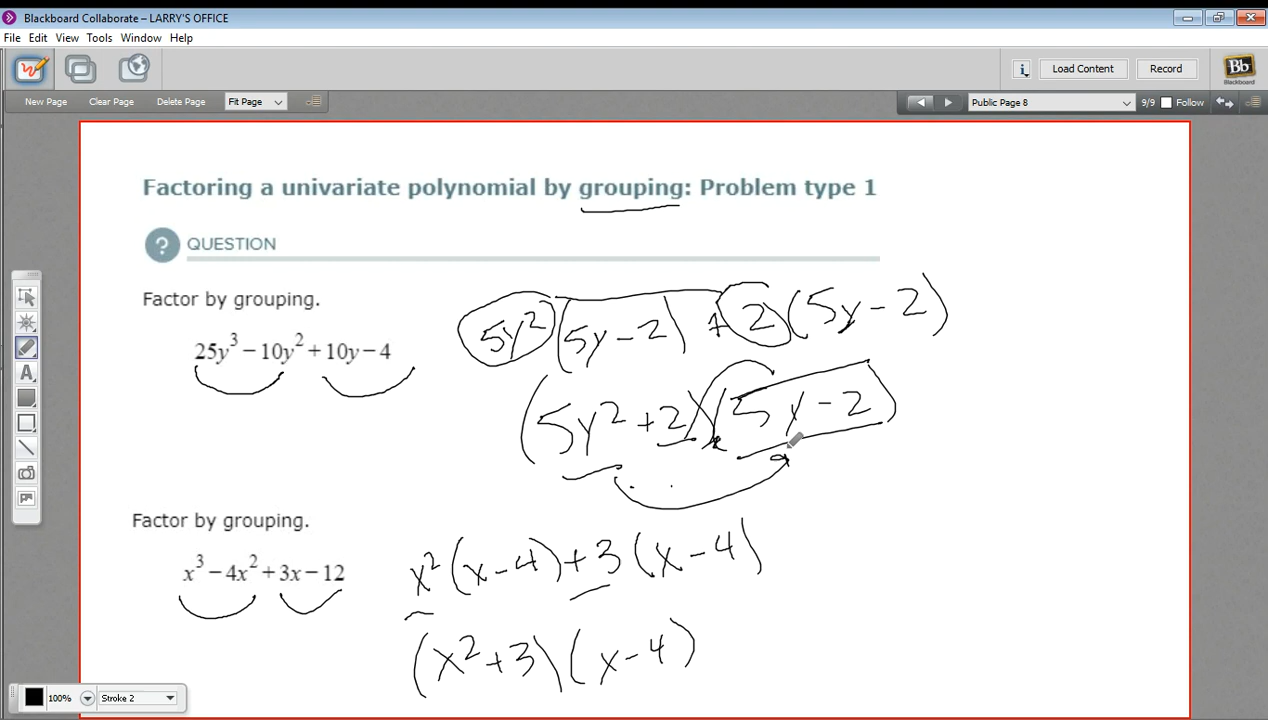 Blackboard Collaborate – LARRY'S OFFICE
File Edit View Tools Window Help
i Load Content Record Bb Blackboard
New Page Clear Page Delete Page Fit Page Public Page 8 9/9 Follow
Factoring a univariate polynomial by grouping: Problem type 1
? QUESTION
Factor by grouping.
25y³ − 10y² + 10y − 4
5y² (5y − 2) + 2 (5y − 2)
(5y² + 2)(5y − 2)
Factor by grouping.
x³ − 4x² + 3x − 12
x² (x − 4) + 3 (x − 4)
(x² + 3)(x − 4)
A
100% Stroke 2